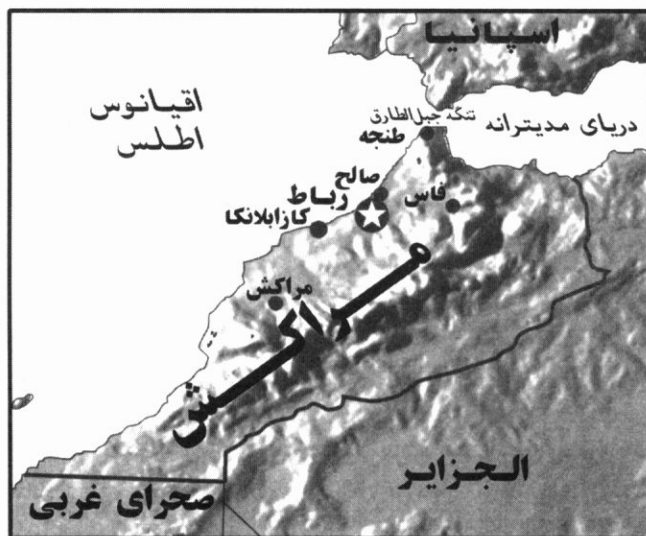 اسپانیا
اقیانوس
اطلس
تنگه جبل‌الطارق
دریای مدیترانه
طنجه
صالح
رباط
فاس
کازابلانکا
مراکش
مراکش
الجزایر
صحرای غربی